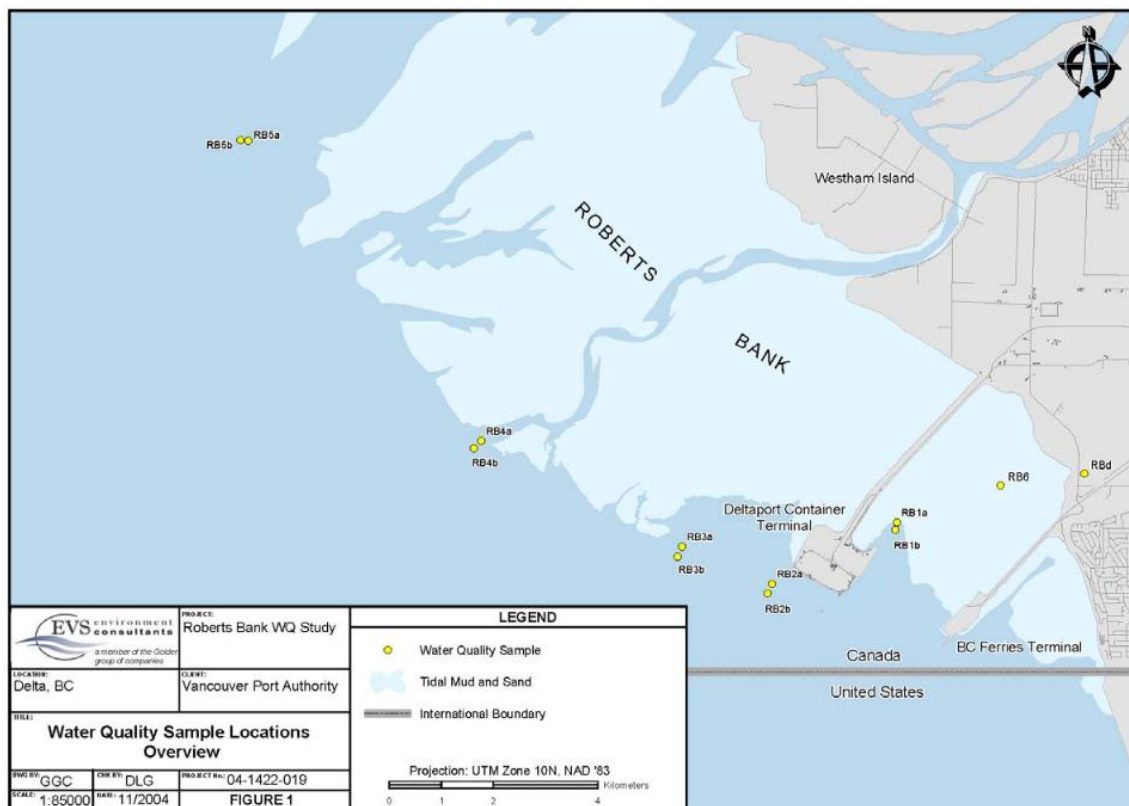 N
RB5a
RB5b
Westham Island
ROBERTS
BANK
RB4a
RB4b
RBd
RB6
Deltaport Container
Terminal
RB1a
RB1b
RB3a
RB3b
RB2a
RB2b
BC Ferries Terminal
Canada
United States
EVS environment
consultants
a member of the Golder
group of companies
PROJECT:
Roberts Bank WQ Study
LOCATION:
Delta, BC
CLIENT:
Vancouver Port Authority
TITLE:
Water Quality Sample Locations
Overview
DWG BY: GGC
CHK BY: DLG
PROJECT No.: 04-1422-019
SCALE: 1:85000
DATE: 11/2004
FIGURE 1
LEGEND
Water Quality Sample
Tidal Mud and Sand
International Boundary
Projection: UTM Zone 10N, NAD '83
Kilometers
0 1 2 4